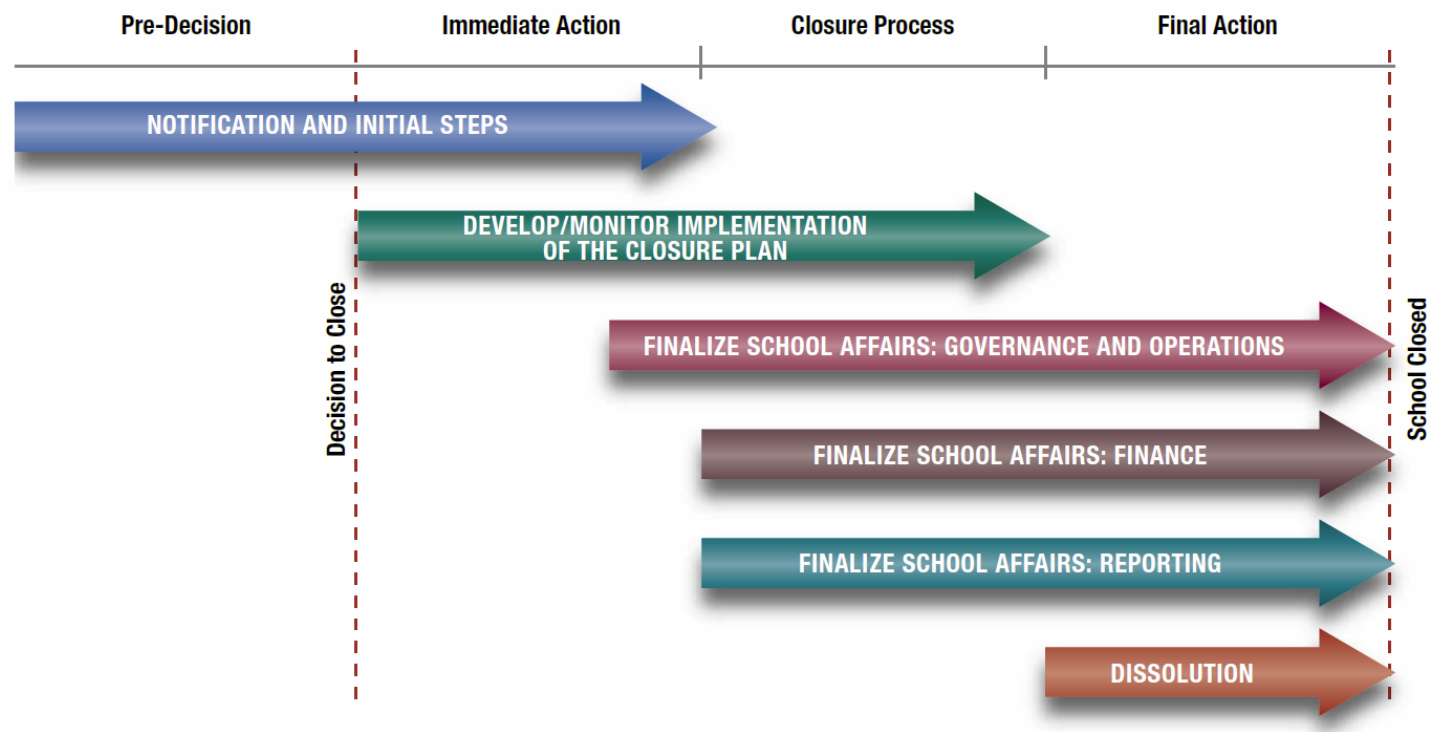 Pre-Decision
Immediate Action
Closure Process
Final Action
NOTIFICATION AND INITIAL STEPS
DEVELOP/MONITOR IMPLEMENTATION
OF THE CLOSURE PLAN
Decision to Close
FINALIZE SCHOOL AFFAIRS: GOVERNANCE AND OPERATIONS
School Closed
FINALIZE SCHOOL AFFAIRS: FINANCE
FINALIZE SCHOOL AFFAIRS: REPORTING
DISSOLUTION